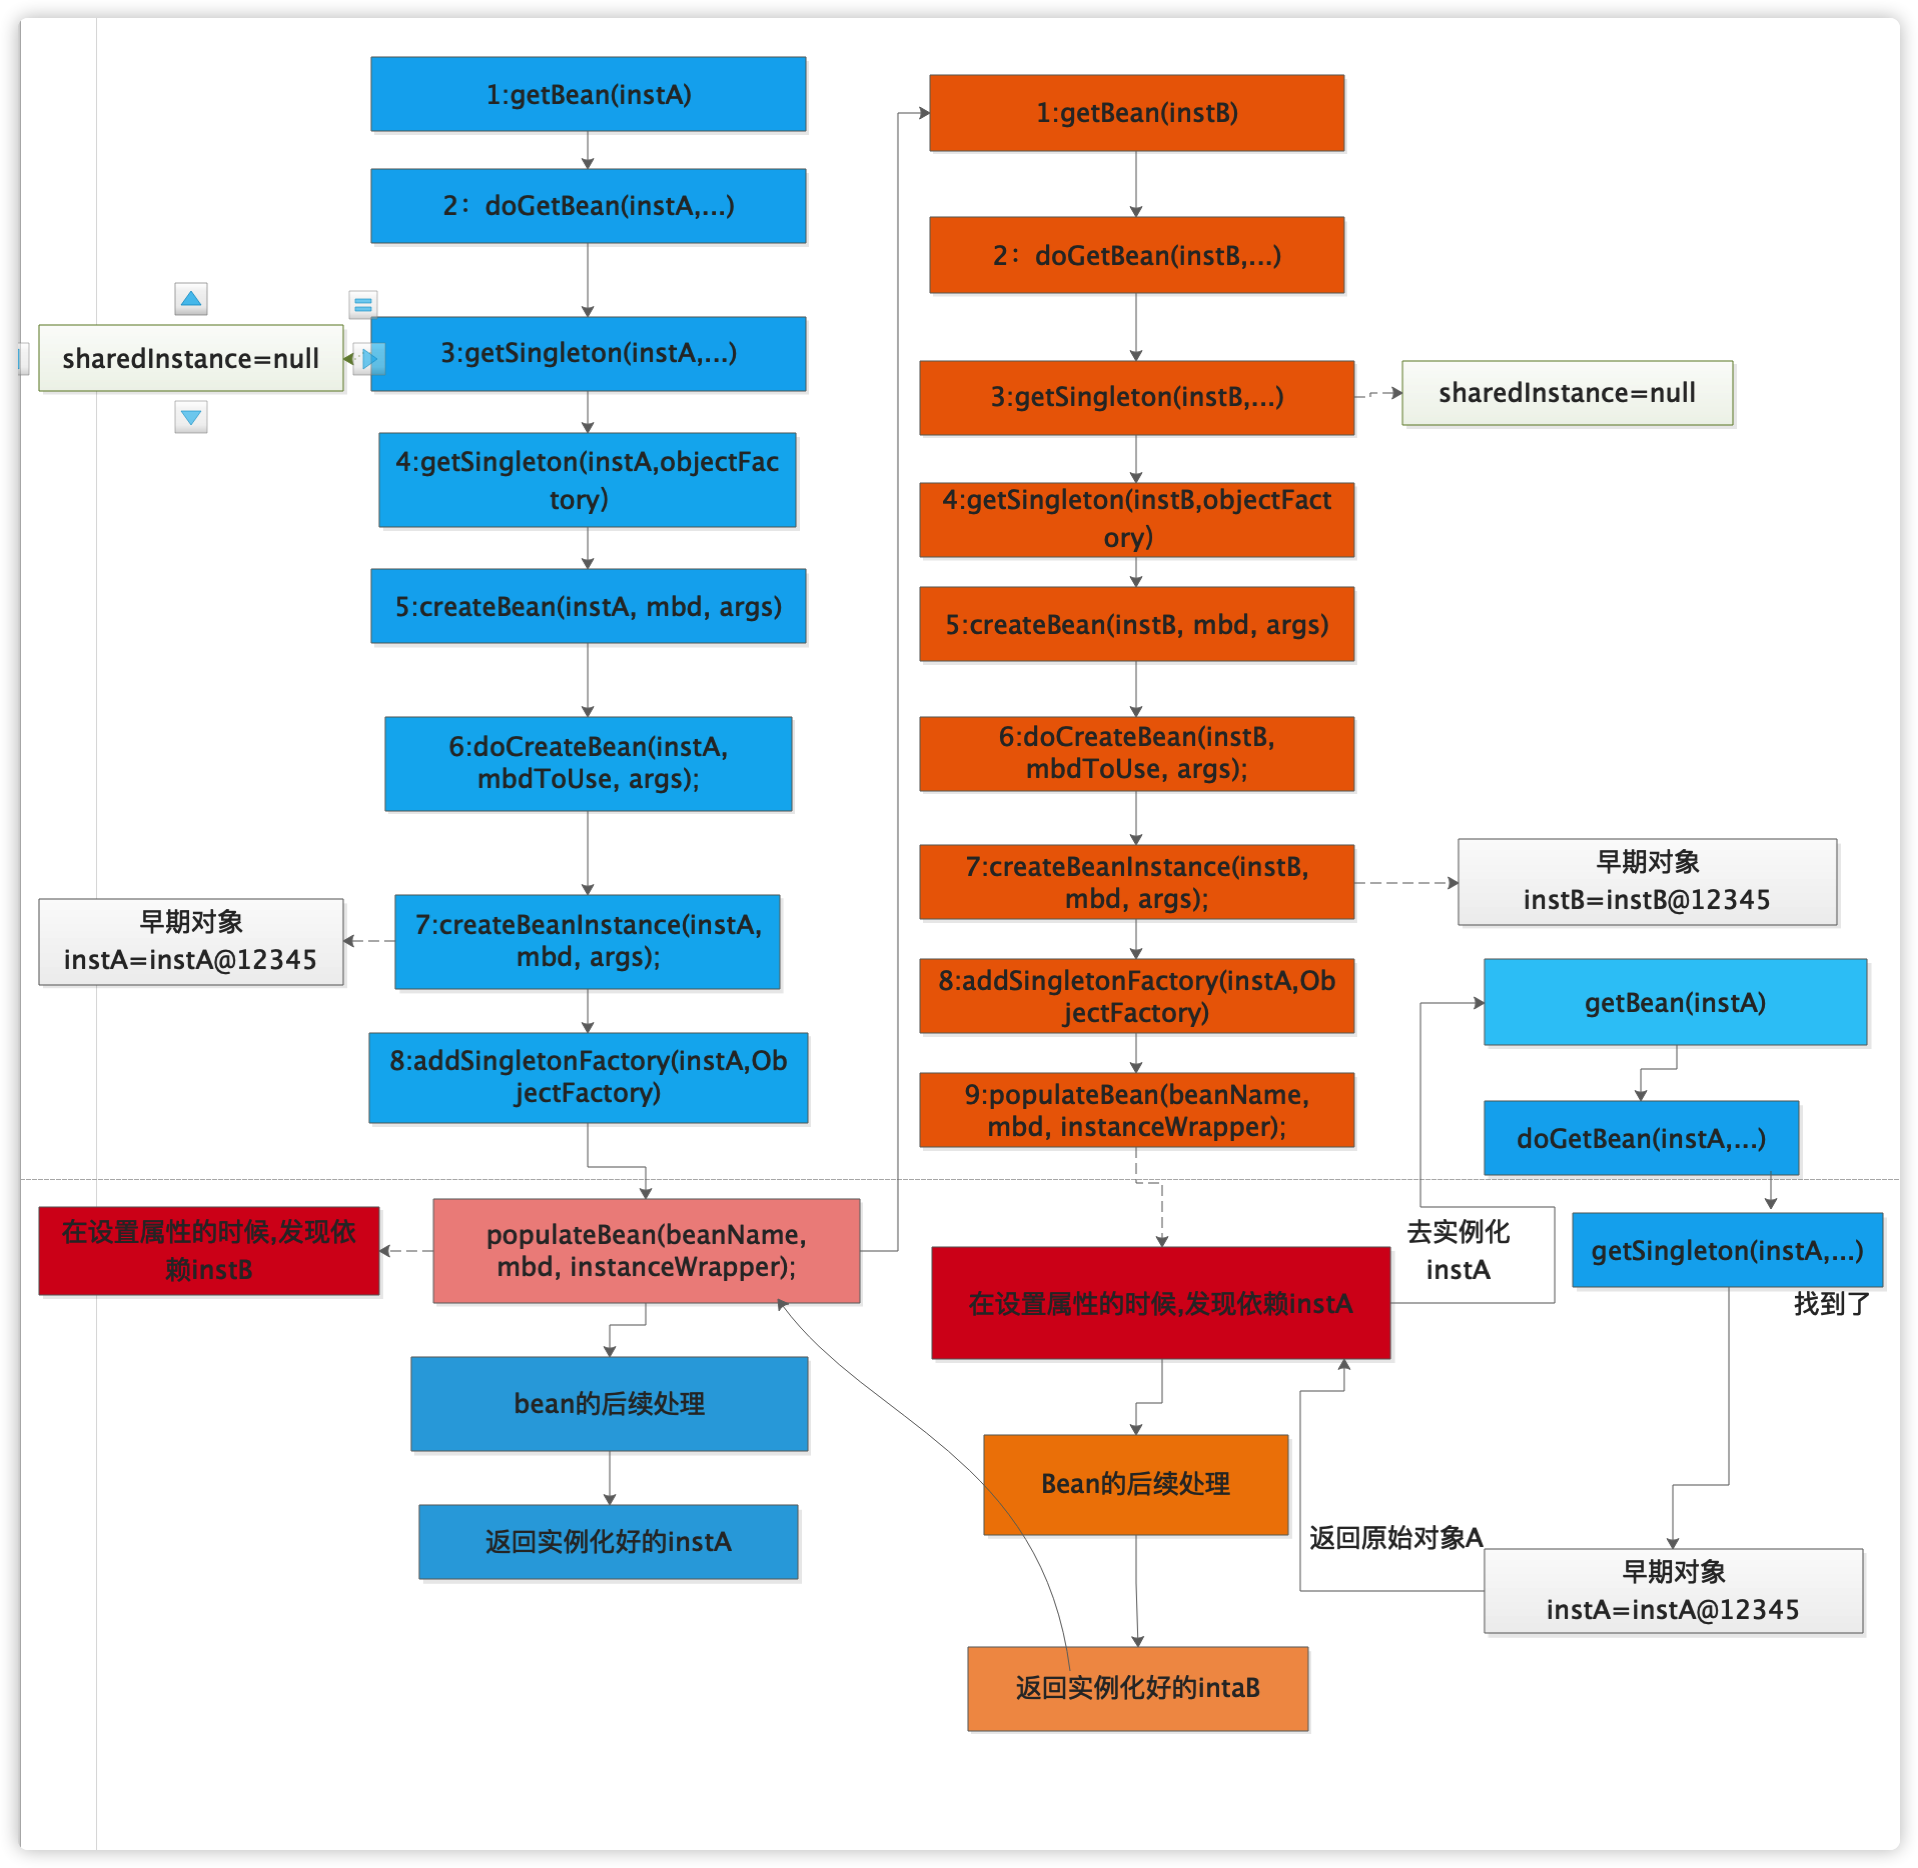 1:getBean(instA)
2：doGetBean(instA,...)
sharedInstance=null
3:getSingleton(instA,...)
4:getSingleton(instA,objectFac
tory)
5:createBean(instA, mbd, args)
6:doCreateBean(instA,
mbdToUse, args);
早期对象
instA=instA@12345
7:createBeanInstance(instA,
mbd, args);
8:addSingletonFactory(instA,Ob
jectFactory)
在设置属性的时候,发现依
赖instB
populateBean(beanName,
mbd, instanceWrapper);
bean的后续处理
返回实例化好的instA
1:getBean(instB)
2：doGetBean(instB,...)
3:getSingleton(instB,...)
sharedInstance=null
4:getSingleton(instB,objectFact
ory)
5:createBean(instB, mbd, args)
6:doCreateBean(instB,
mbdToUse, args);
7:createBeanInstance(instB,
mbd, args);
早期对象
instB=instB@12345
8:addSingletonFactory(instA,Ob
jectFactory)
9:populateBean(beanName,
mbd, instanceWrapper);
在设置属性的时候,发现依赖instA
去实例化
instA
getBean(instA)
doGetBean(instA,...)
getSingleton(instA,...)
找到了
早期对象
instA=instA@12345
返回原始对象A
Bean的后续处理
返回实例化好的intaB